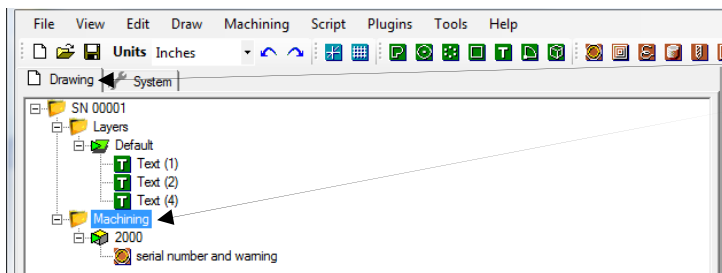 File View Edit Draw Machining Script Plugins Tools Help
Units Inches
Drawing System
SN 00001
Layers
Default
T Text (1)
T Text (2)
T Text (4)
Machining
2000
serial number and warning